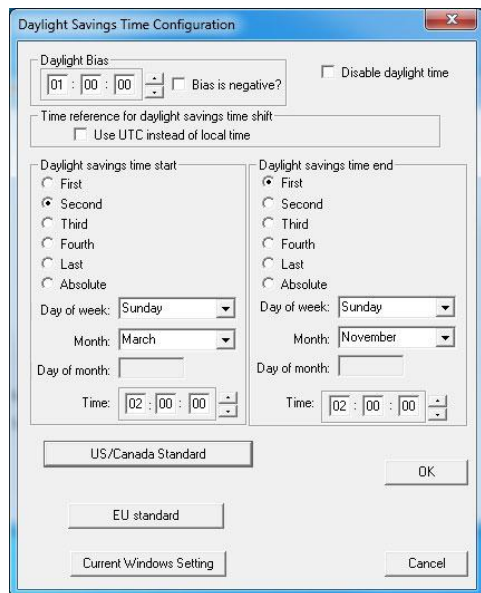 Daylight Savings Time Configuration
Daylight Bias
01 : 00 : 00
Bias is negative?
Disable daylight time
Time reference for daylight savings time shift
Use UTC instead of local time
Daylight savings time start
First
Second
Third
Fourth
Last
Absolute
Day of week: Sunday
Month: March
Day of month:
Time: 02 : 00 : 00
Daylight savings time end
First
Second
Third
Fourth
Last
Absolute
Day of week: Sunday
Month: November
Day of month:
Time: 02 : 00 : 00
US/Canada Standard
OK
EU standard
Current Windows Setting
Cancel